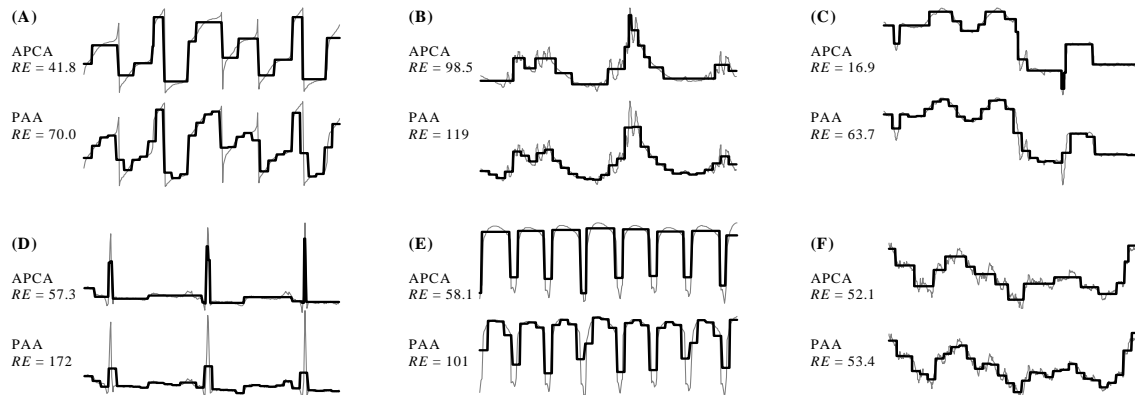 (A)
APCA
RE = 41.8
PAA
RE = 70.0
(B)
APCA
RE = 98.5
PAA
RE = 119
(C)
APCA
RE = 16.9
PAA
RE = 63.7
(D)
APCA
RE = 57.3
PAA
RE = 172
(E)
APCA
RE = 58.1
PAA
RE = 101
(F)
APCA
RE = 52.1
PAA
RE = 53.4